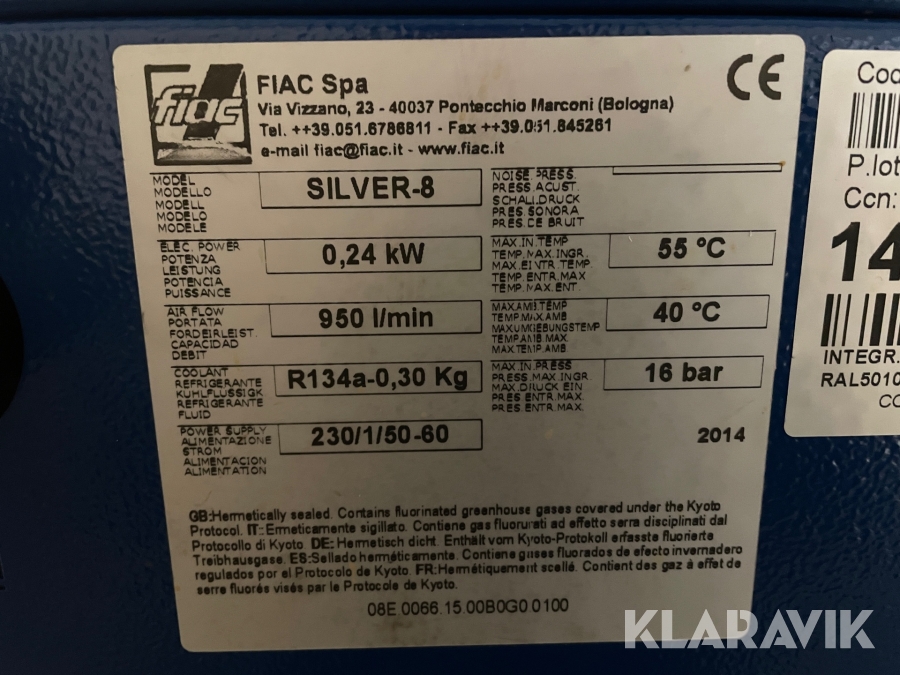 fiac
FIAC Spa
Via Vizzano, 23 - 40037 Pontecchio Marconi (Bologna)
Tel. ++39.051.6786811 - Fax ++39.051.845261
e-mail fiac@fiac.it - www.fiac.it
CE
MODEL
MODELLO
MODELL
MODELO
MODELE
SILVER-8
NOISE PRESS.
PRESS.ACUST.
SCHALLDRUCK
PRES.SONORA
PRES.DE BRUIT
ELEC. POWER
POTENZA
LEISTUNG
POTENCIA
PUISSANCE
0,24 kW
MAX.IN.TEMP
TEMP.MAX.INGR.
MAX.EINTR.TEMP.
TEMP.ENTR.MAX
TEMP.MAX.ENT.
55 °C
AIR FLOW
PORTATA
FORDERLEIST.
CAPACIDAD
DEBIT
950 l/min
MAX.AMB.TEMP
TEMP.MAX.AMB
MAX.UMGEBUNGSTEMP
TEMP.AMB.MAX.
MAX.TEMP.AMB.
40 °C
COOLANT
REFRIGERANTE
KUHLFLUSSIGK
REFRIGERANTE
FLUID
R134a-0,30 Kg
MAX.IN.PRESS
PRESS.MAX.INGR.
MAX.DRUCK EIN
PRES.ENTR.MAX.
PRES.ENTR.MAX.
16 bar
POWER SUPPLY
ALIMENTAZIONE
STROM
ALIMENTACION
ALIMENTATION
230/1/50-60
2014
GB:Hermetically sealed. Contains fluorinated greenhouse gases covered under the Kyoto
Protocol. IT:Ermeticamente sigillato. Contiene gas fluorurati ad effetto serra disciplinati dal
Protocollo di Kyoto. DE:Hermetisch dicht. Enthält vom Kyoto-Protokoll erfasste fluorierte
Treibhausgase. ES:Sellado herméticamente. Contiene gases fluorados de efecto invernadero
regulados por el Protocolo de Kyoto. FR:Hermétiquement scellé. Contient des gaz à effet de
serre fluorés visés par le Protocole de Kyoto.
08E.0066.15.00B0G0.0100
Cod
P.lot
Ccn:
14
INTEGR.
RAL5010
CO
KLARAVIK